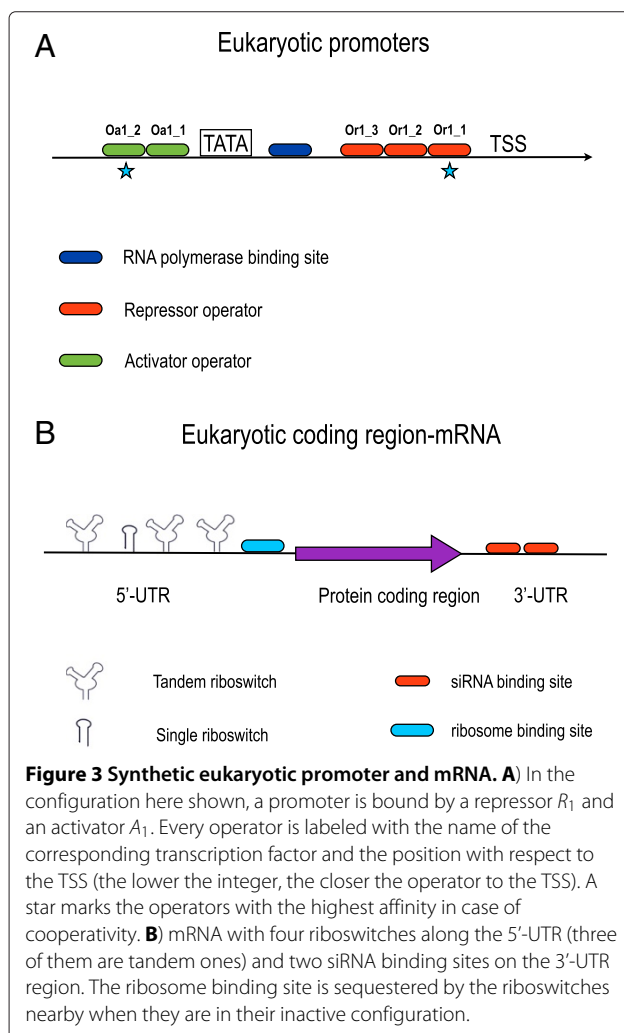 A
Eukaryotic promoters
Oa1_2 Oa1_1 TATA Or1_3 Or1_2 Or1_1 TSS
RNA polymerase binding site
Repressor operator
Activator operator
B
Eukaryotic coding region-mRNA
5'-UTR Protein coding region 3'-UTR
Tandem riboswitch siRNA binding site
Single riboswitch ribosome binding site
Figure 3 Synthetic eukaryotic promoter and mRNA. A) In the
configuration here shown, a promoter is bound by a repressor R1 and
an activator A1. Every operator is labeled with the name of the
corresponding transcription factor and the position with respect to
the TSS (the lower the integer, the closer the operator to the TSS). A
star marks the operators with the highest affinity in case of
cooperativity. B) mRNA with four riboswitches along the 5'-UTR (three
of them are tandem ones) and two siRNA binding sites on the 3'-UTR
region. The ribosome binding site is sequestered by the riboswitches
nearby when they are in their inactive configuration.